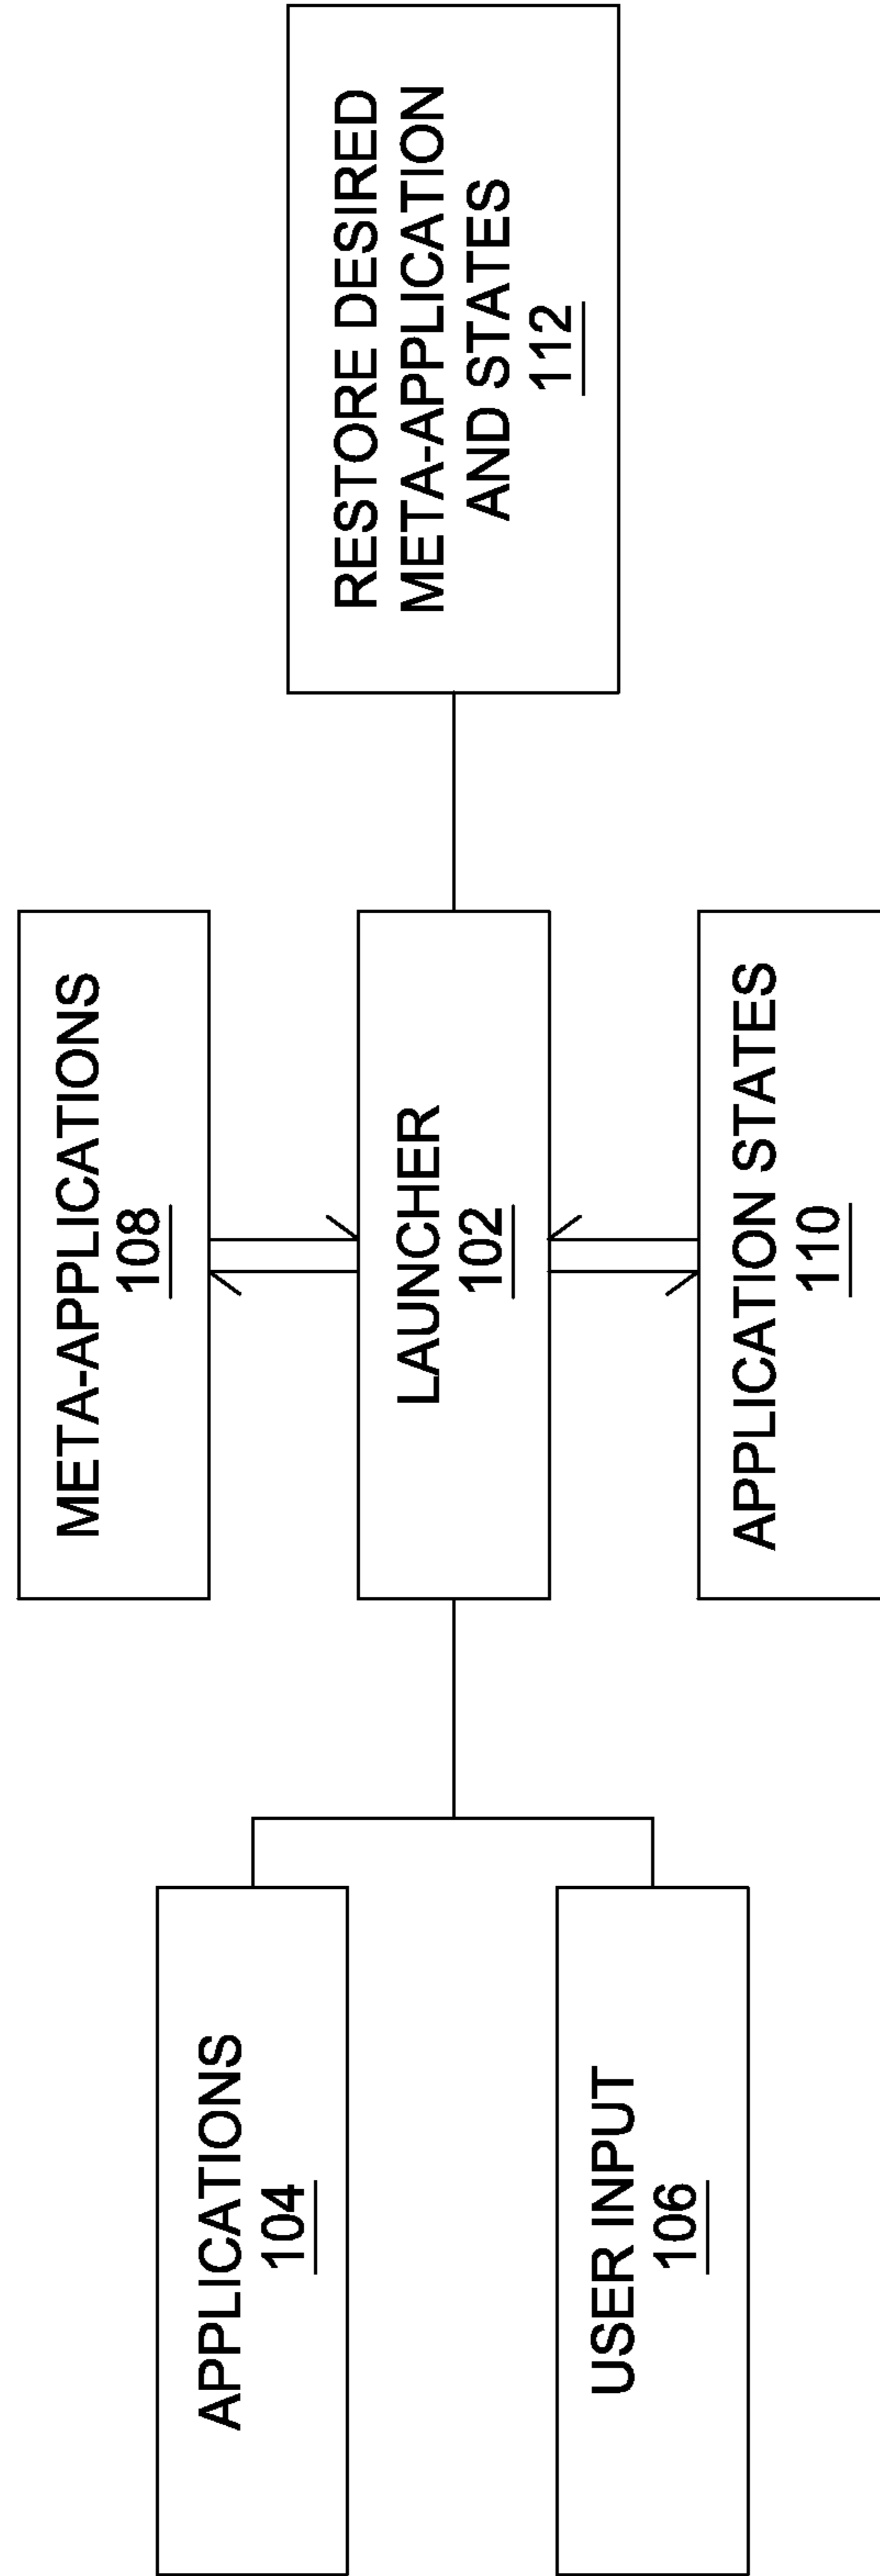 APPLICATIONS
104
USER INPUT
106
META-APPLICATIONS
108
LAUNCHER
102
APPLICATION STATES
110
RESTORE DESIRED
META-APPLICATION
AND STATES
112